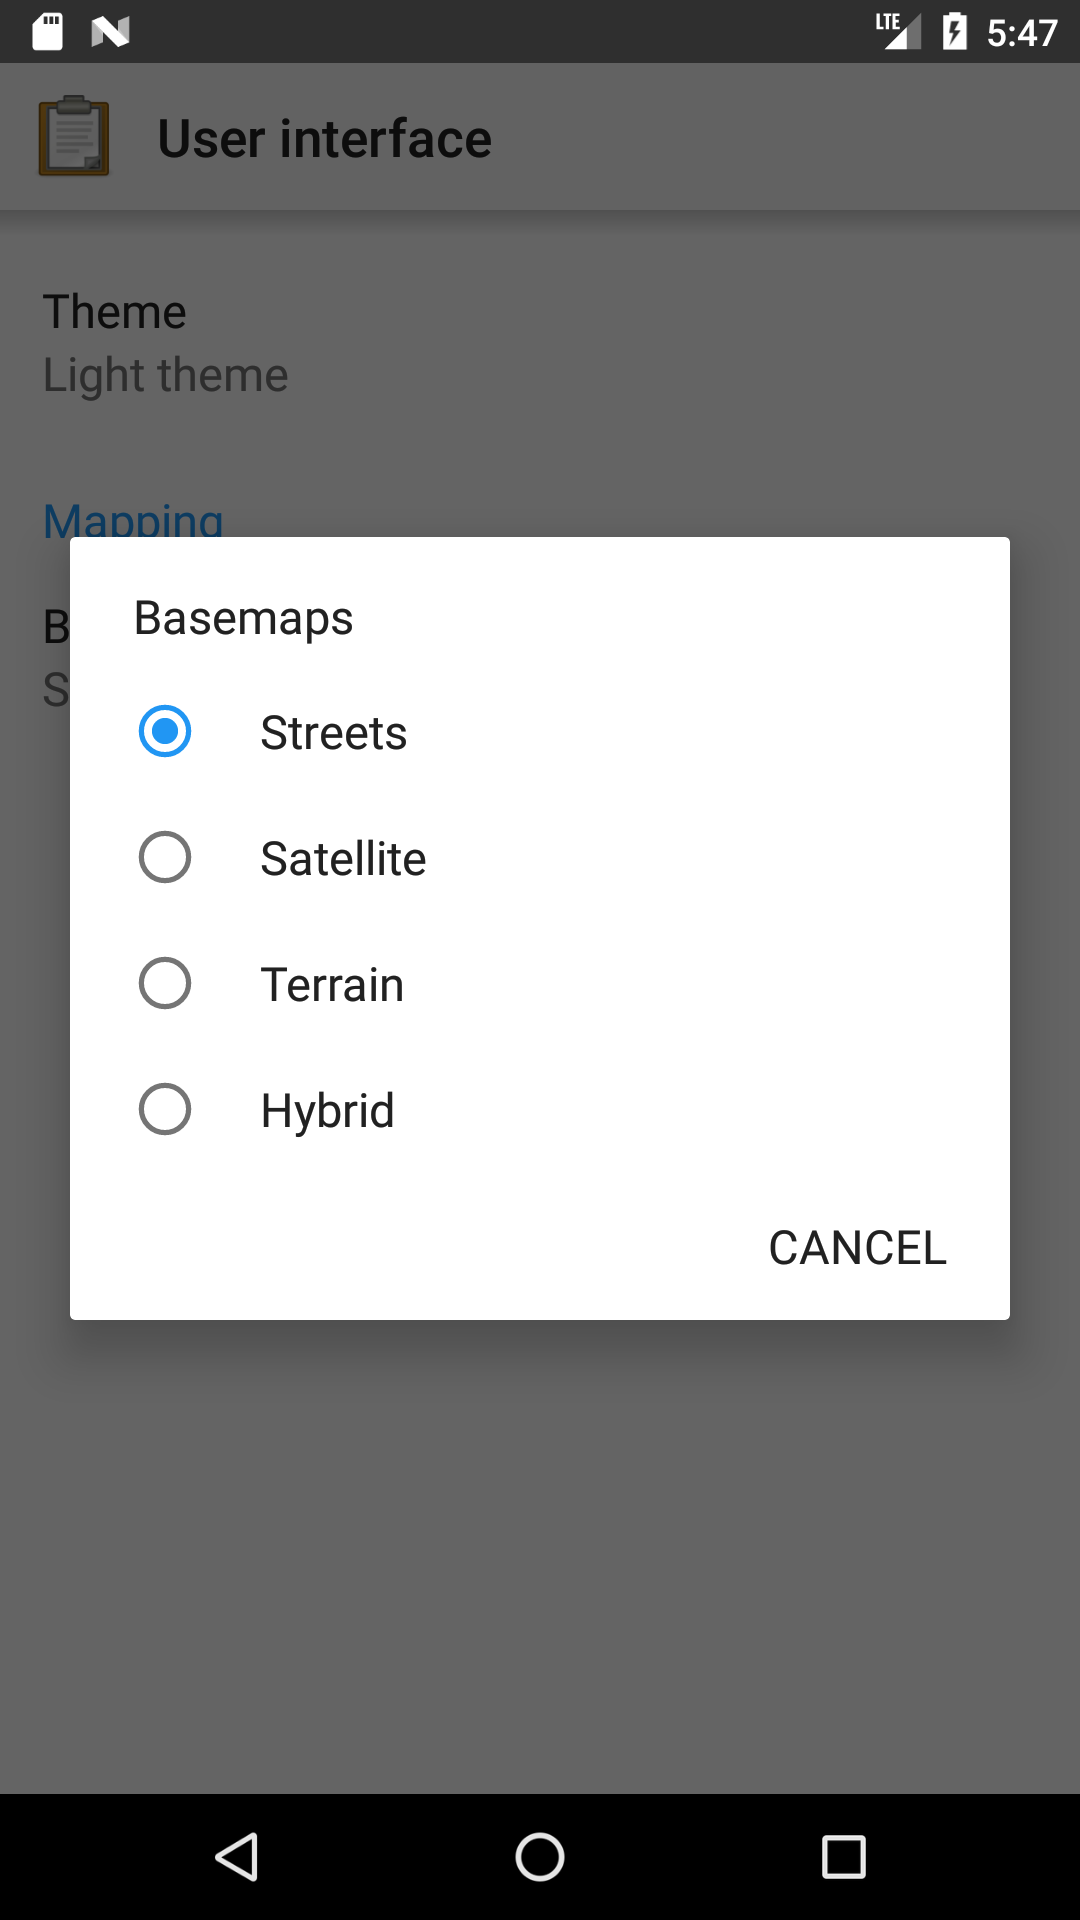 LTE 5:47
User interface
Theme
Light theme
Mapping
Basemaps
Streets
Satellite
Terrain
Hybrid
CANCEL